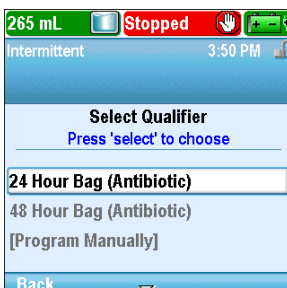 265 mL Stopped
Intermittent 3:50 PM
Select Qualifier
Press 'select' to choose
24 Hour Bag (Antibiotic)
48 Hour Bag (Antibiotic)
[Program Manually]
Back